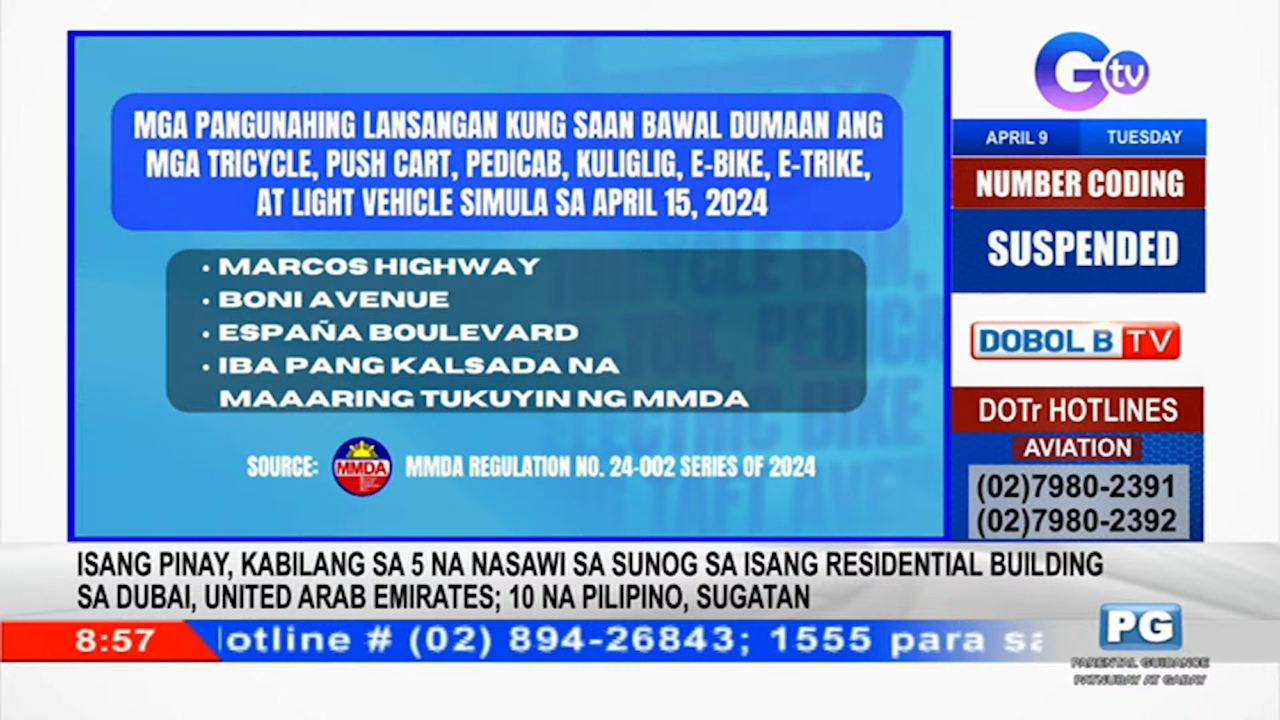 MGA PANGUNAHING LANSANGAN KUNG SAAN BAWAL DUMAAN ANG
MGA TRICYCLE, PUSH CART, PEDICAB, KULIGLIG, E-BIKE, E-TRIKE,
AT LIGHT VEHICLE SIMULA SA APRIL 15, 2024
• MARCOS HIGHWAY
• BONI AVENUE
• ESPAÑA BOULEVARD
• IBA PANG KALSADA NA
MAAARING TUKUYIN NG MMDA
SOURCE: MMDA MMDA REGULATION NO. 24-002 SERIES OF 2024
Gtv
APRIL 9 TUESDAY
NUMBER CODING
SUSPENDED
DOBOL B TV
DOTr HOTLINES
AVIATION
(02)7980-2391
(02)7980-2392
ISANG PINAY, KABILANG SA 5 NA NASAWI SA SUNOG SA ISANG RESIDENTIAL BUILDING
SA DUBAI, UNITED ARAB EMIRATES; 10 NA PILIPINO, SUGATAN
8:57 otline # (02) 894-26843; 1555 para sa
PG
PARENTAL GUIDANCE
PATNUBAY AT GABAY